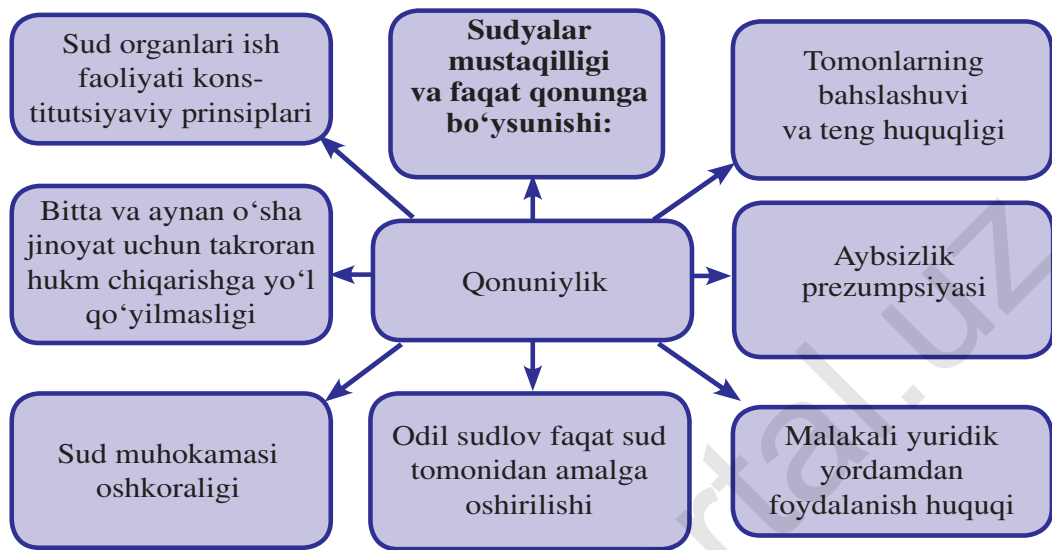 Sud organlari ish
faoliyati kons-
titutsiyaviy prinsiplari
Sudyalar
mustaqilligi
va faqat qonunga
bo‘ysunishi:
Tomonlarning
bahslashuvi
va teng huquqligi
Bitta va aynan o‘sha
jinoyat uchun takroran
hukm chiqarishga yo‘l
qo‘yilmasligi
Qonuniylik
Aybsizlik
prezumpsiyasi
Sud muhokamasi
oshkoraligi
Odil sudlov faqat sud
tomonidan amalga
oshirilishi
Malakali yuridik
yordamdan
foydalanish huquqi
rtal.uz